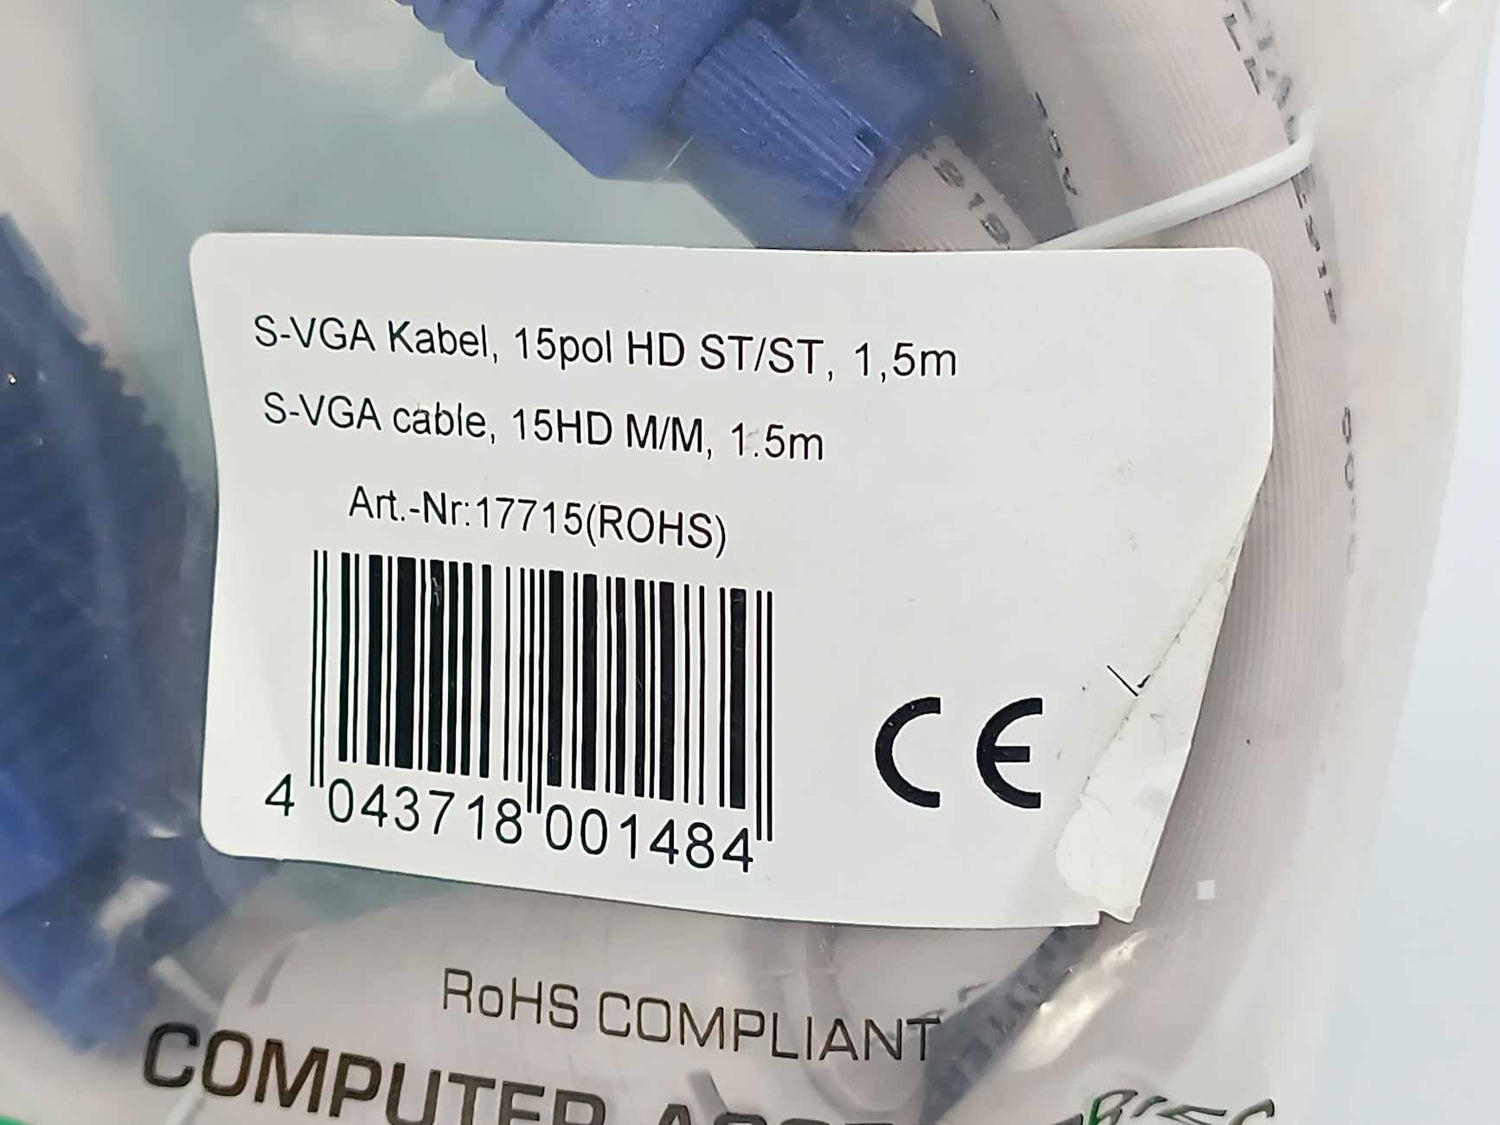 S-VGA Kabel, 15pol HD ST/ST, 1,5m
S-VGA cable, 15HD M/M, 1.5m
Art.-Nr:17715(ROHS)
4 043718 001484
CE
RoHS COMPLIANT
COMPUTER